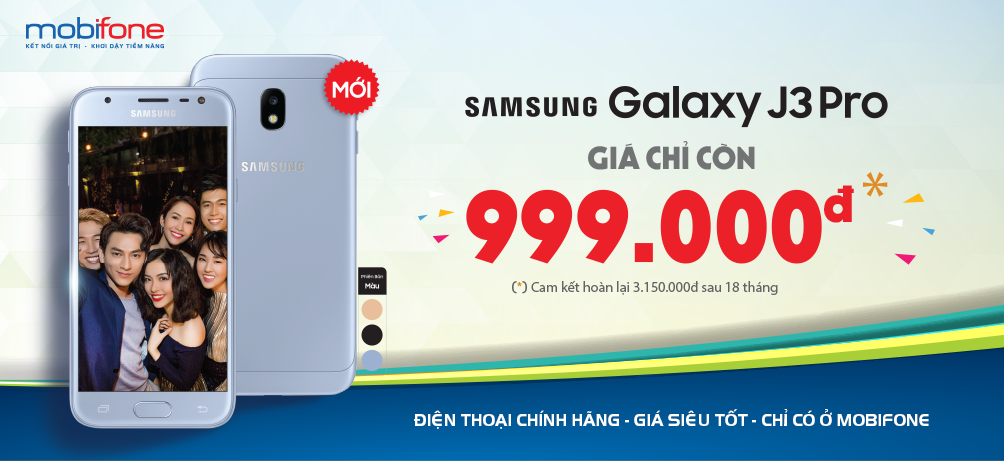 mobifone
KẾT NỐI GIÁ TRỊ - KHƠI DẬY TIỀM NĂNG
MỚI
SAMSUNG
SAMSUNG
SAMSUNG Galaxy J3 Pro
GIÁ CHỈ CÒN
999.000đ*
(*) Cam kết hoàn lại 3.150.000đ sau 18 tháng
Phiên Bản
Màu
ĐIỆN THOẠI CHÍNH HÃNG - GIÁ SIÊU TỐT - CHỈ CÓ Ở MOBIFONE